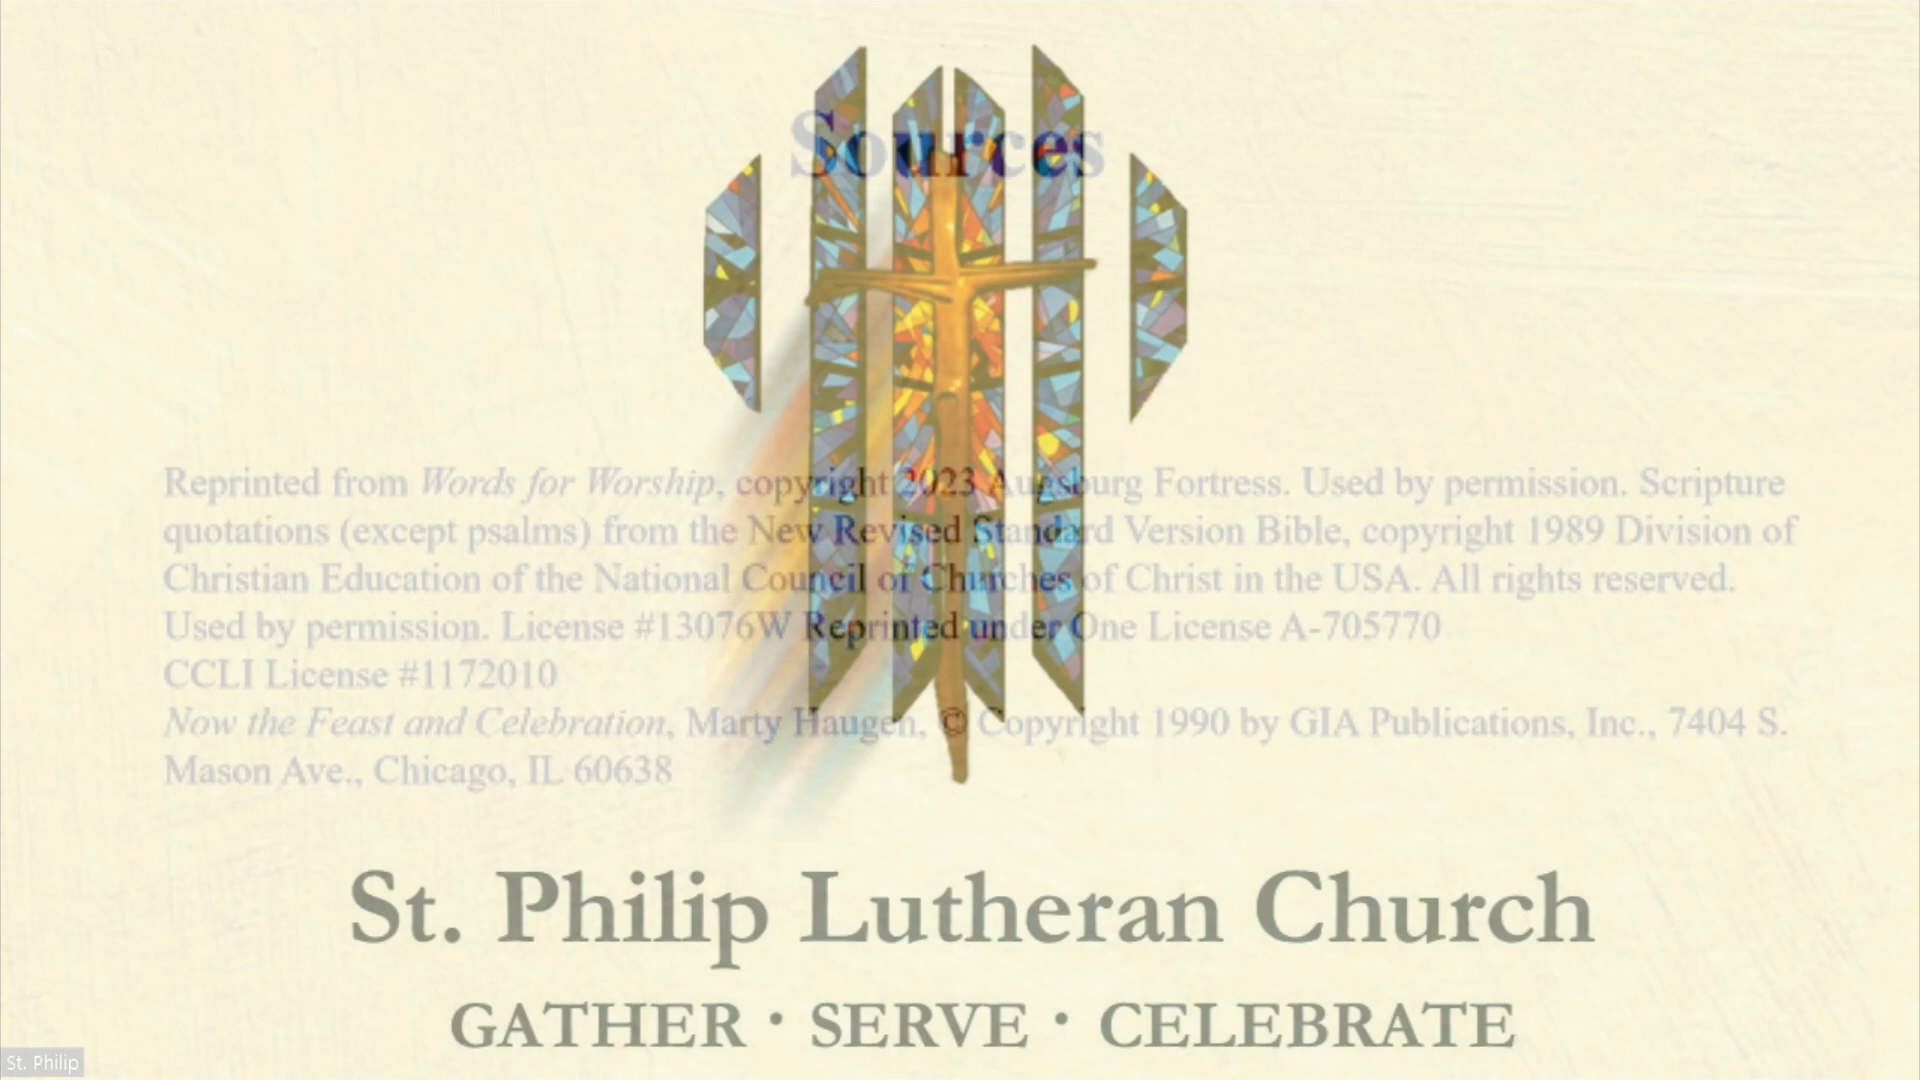 Sources
Reprinted from Words for Worship, copyright 2023 Augsburg Fortress. Used by permission. Scripture
quotations (except psalms) from the New Revised Standard Version Bible, copyright 1989 Division of
Christian Education of the National Council of Churches of Christ in the USA. All rights reserved.
Used by permission. License #13076W Reprinted under One License A-705770
CCLI License #1172010
Now the Feast and Celebration, Marty Haugen, © Copyright 1990 by GIA Publications, Inc., 7404 S.
Mason Ave., Chicago, IL 60638
St. Philip Lutheran Church
GATHER · SERVE · CELEBRATE
St. Philip